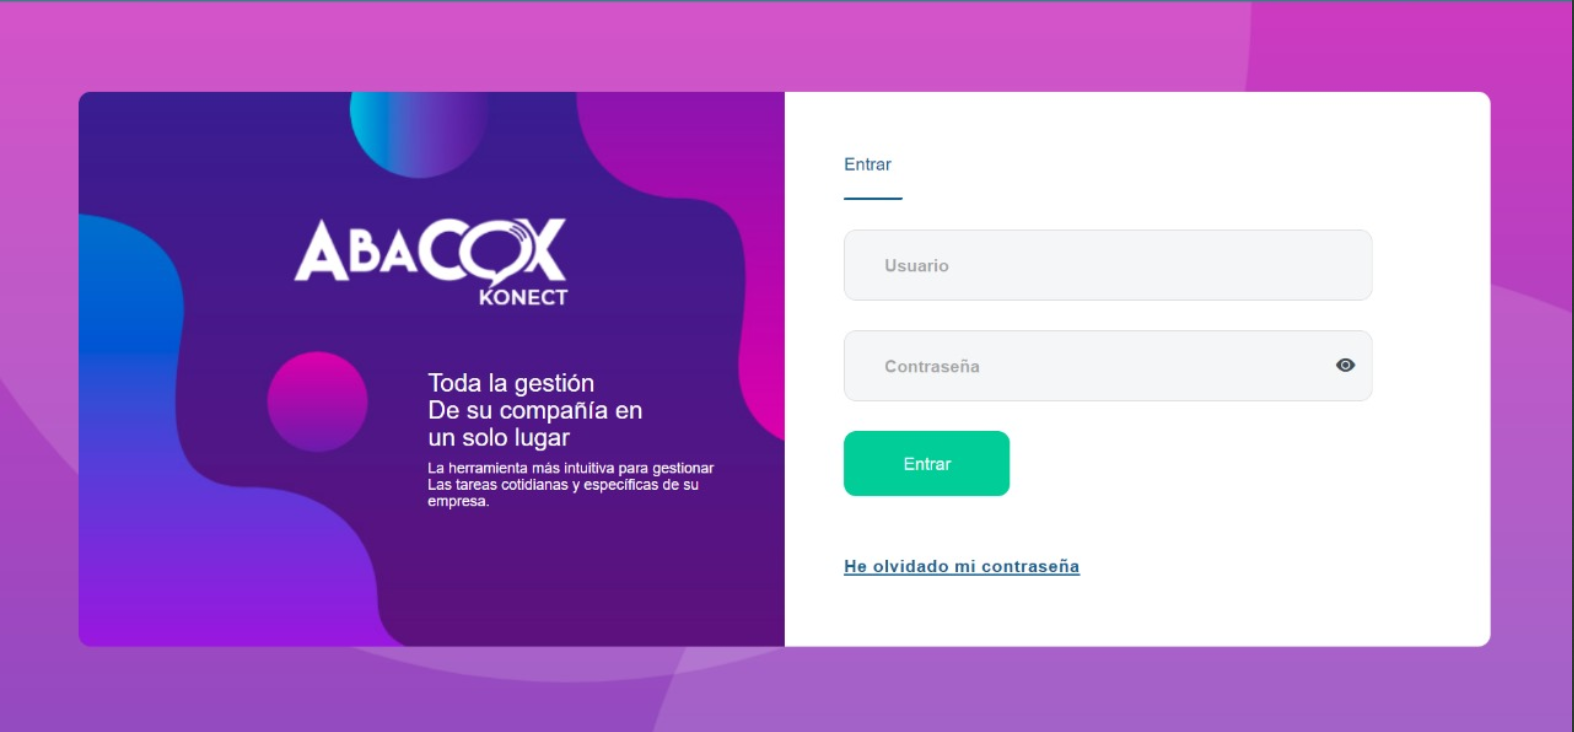 ABACOX
KONECT
Toda la gestión
De su compañía en
un solo lugar
La herramienta más intuitiva para gestionar
Las tareas cotidianas y específicas de su
empresa.
Entrar
Usuario
Contraseña
Entrar
He olvidado mi contraseña